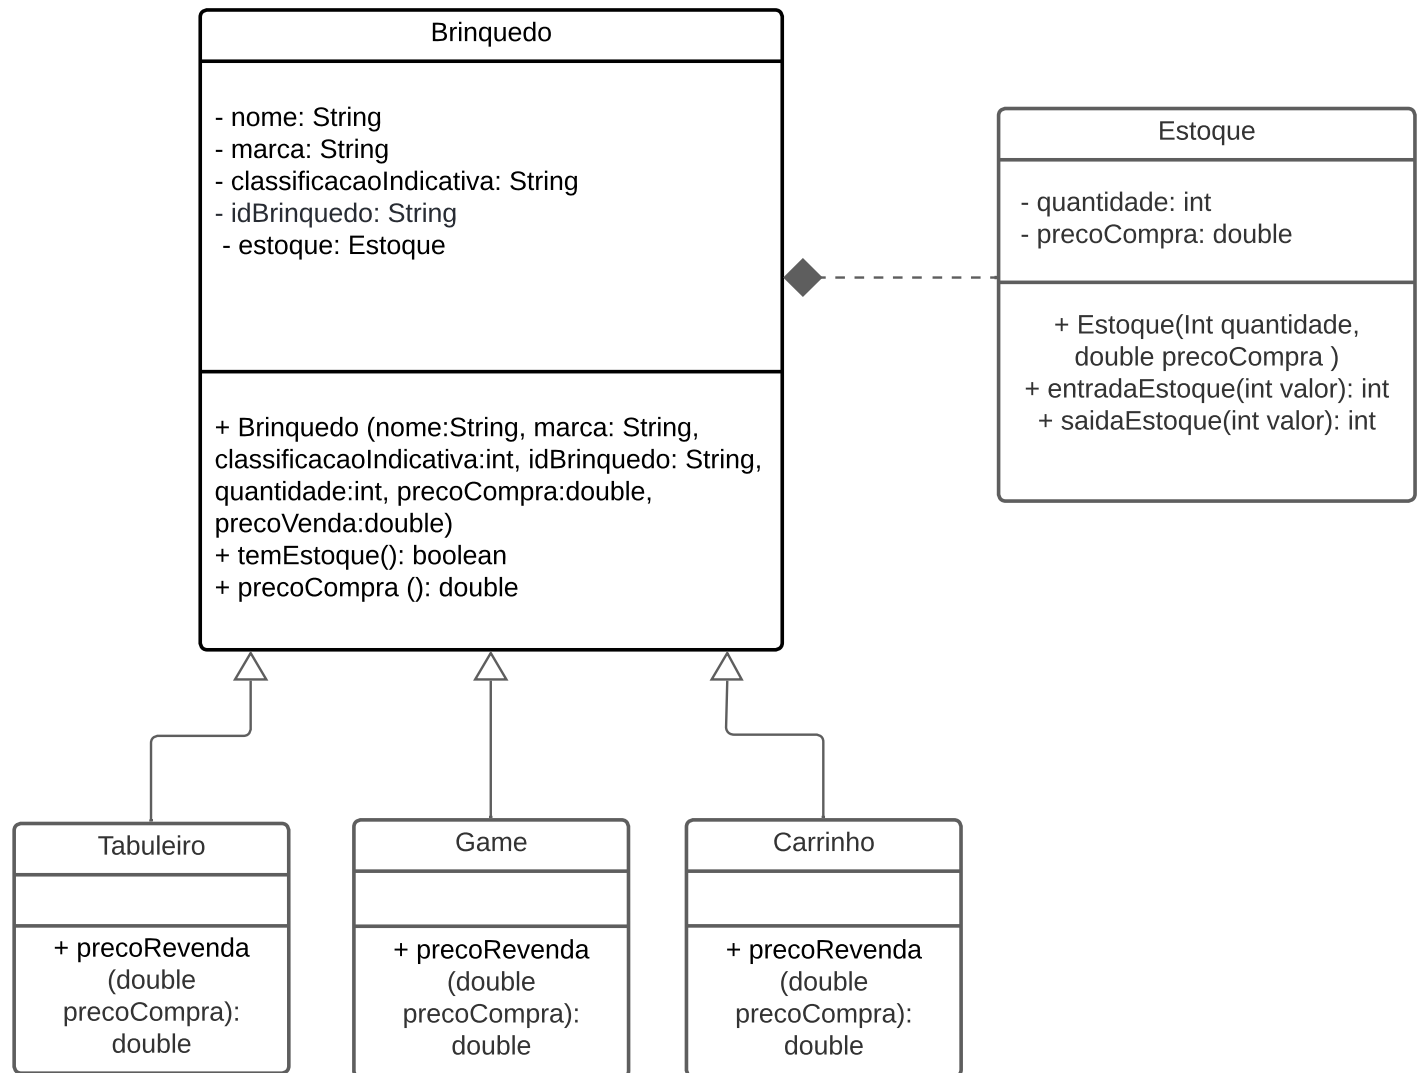 Brinquedo
- nome: String
- marca: String
- classificacaoIndicativa: String
- idBrinquedo: String
- estoque: Estoque
+ Brinquedo (nome:String, marca: String,
classificacaoIndicativa:int, idBrinquedo: String,
quantidade:int, precoCompra:double,
precoVenda:double)
+ temEstoque(): boolean
+ precoCompra (): double
Estoque
- quantidade: int
- precoCompra: double
+ Estoque(Int quantidade,
double precoCompra )
+ entradaEstoque(int valor): int
+ saidaEstoque(int valor): int
Tabuleiro
+ precoRevenda
(double
precoCompra):
double
Game
+ precoRevenda
(double
precoCompra):
double
Carrinho
+ precoRevenda
(double
precoCompra):
double